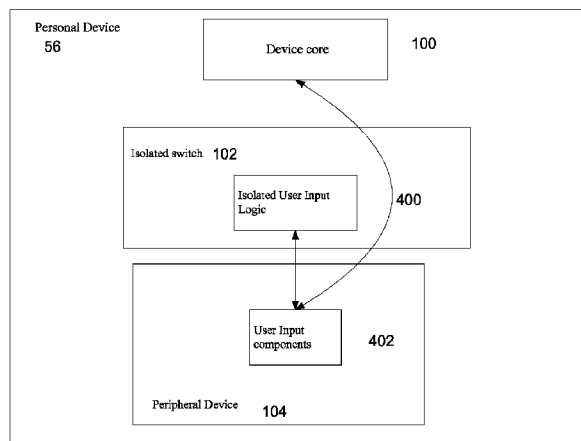 Personal Device
56
Device core
100
Isolated switch 102
Isolated User Input
Logic
400
User Input
components
402
Peripheral Device
104